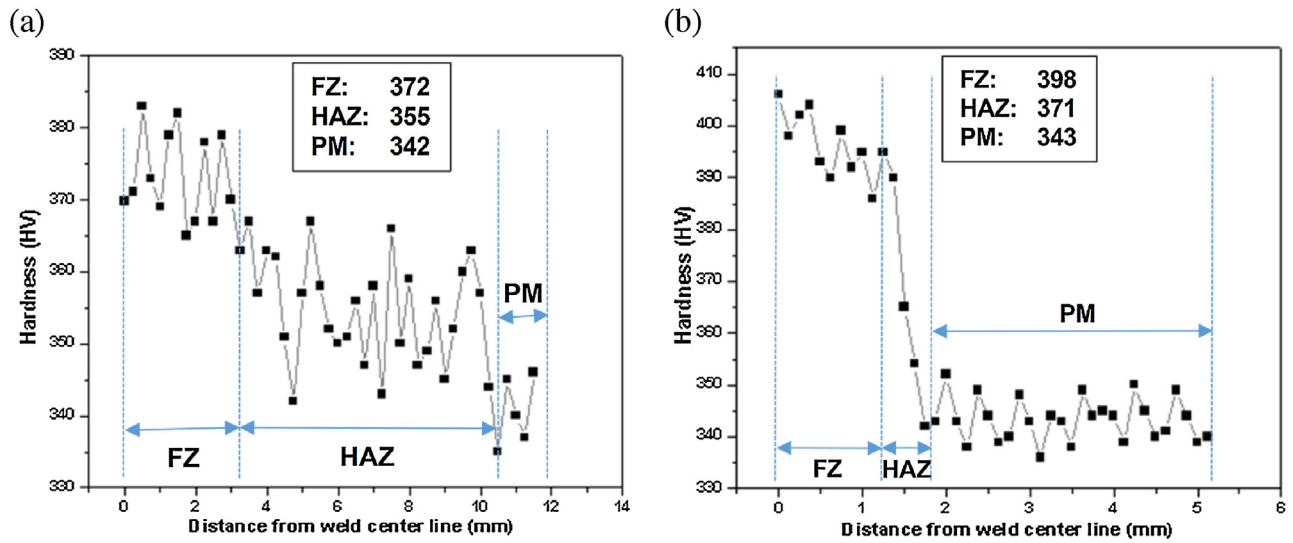 (a)
390
380
370
360
350
340
330
Hardness (HV)
FZ: 372
HAZ: 355
PM: 342
PM
FZ
HAZ
0 2 4 6 8 10 12 14
Distance from weld center line (mm)
(b)
410
400
390
380
370
360
350
340
330
Hardness (HV)
FZ: 398
HAZ: 371
PM: 343
PM
FZ
HAZ
0 1 2 3 4 5 6
Distance from weld center line (mm)